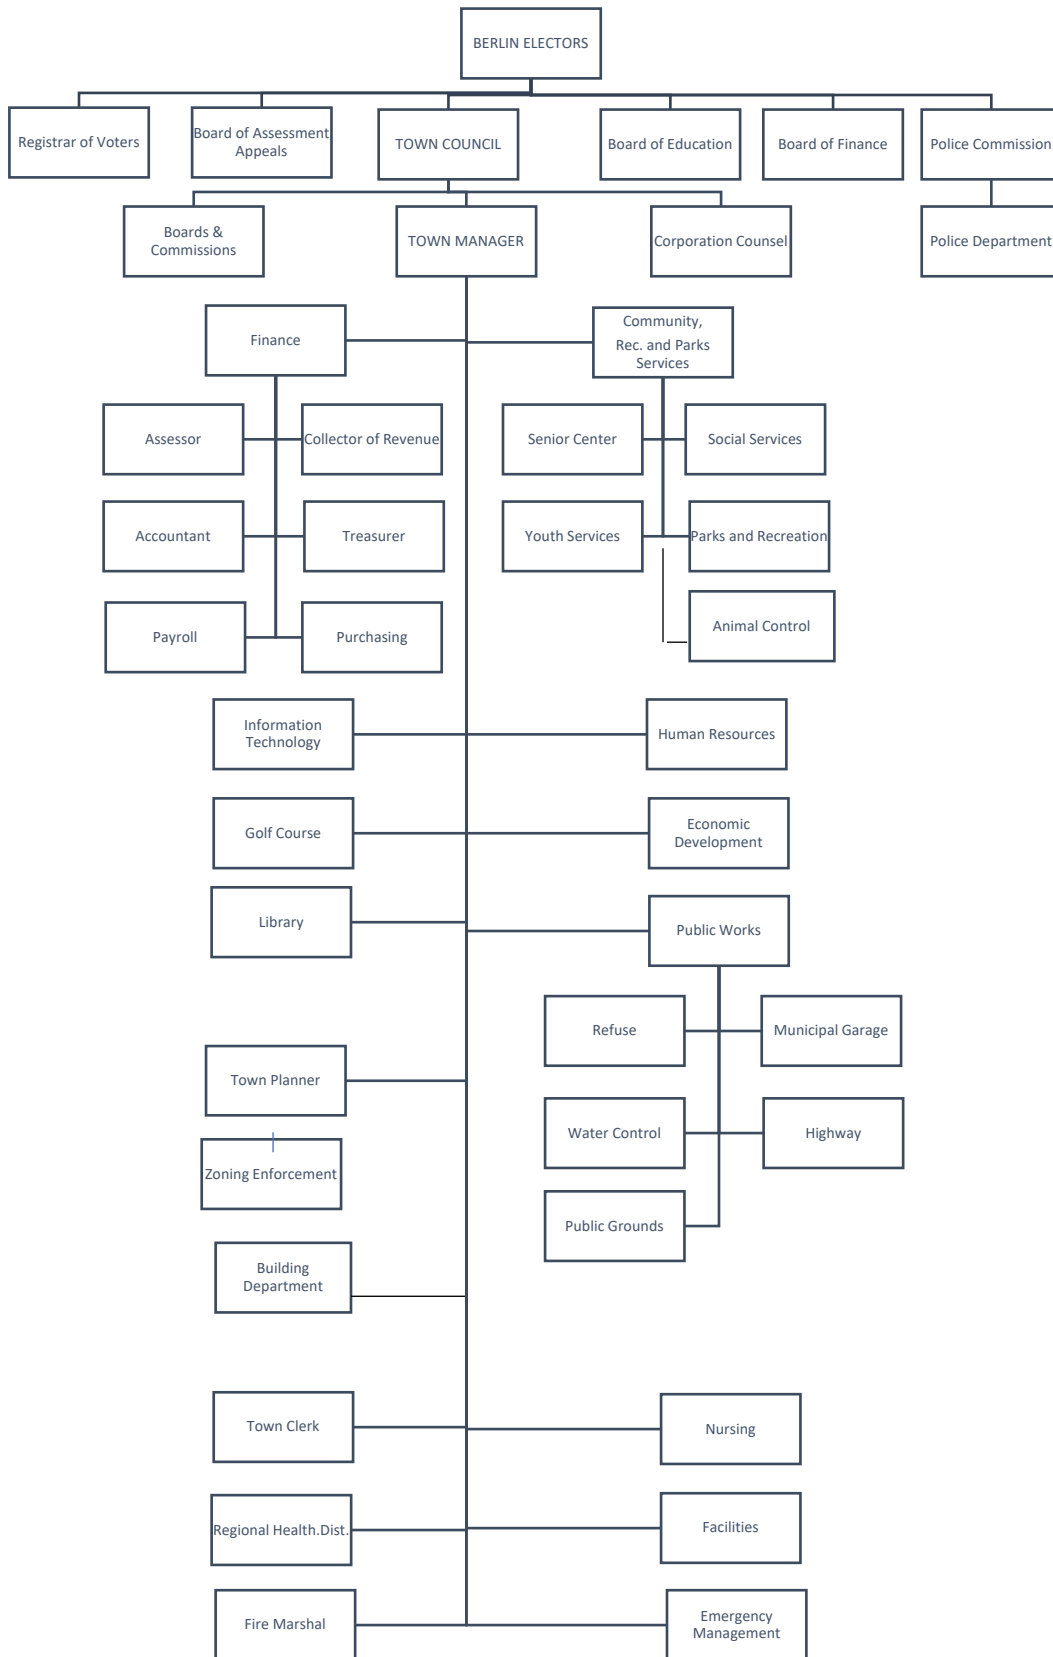 BERLIN ELECTORS
Registrar of Voters
Board of Assessment
Appeals
TOWN COUNCIL
Board of Education
Board of Finance
Police Commission
Boards &
Commissions
TOWN MANAGER
Corporation Counsel
Police Department
Finance
Community,
Rec. and Parks
Services
Assessor
Collector of Revenue
Senior Center
Social Services
Accountant
Treasurer
Youth Services
Parks and Recreation
Payroll
Purchasing
Animal Control
Information
Technology
Human Resources
Golf Course
Economic
Development
Library
Public Works
Refuse
Municipal Garage
Town Planner
Water Control
Highway
Zoning Enforcement
Public Grounds
Building
Department
Town Clerk
Nursing
Regional Health.Dist.
Facilities
Fire Marshal
Emergency
Management